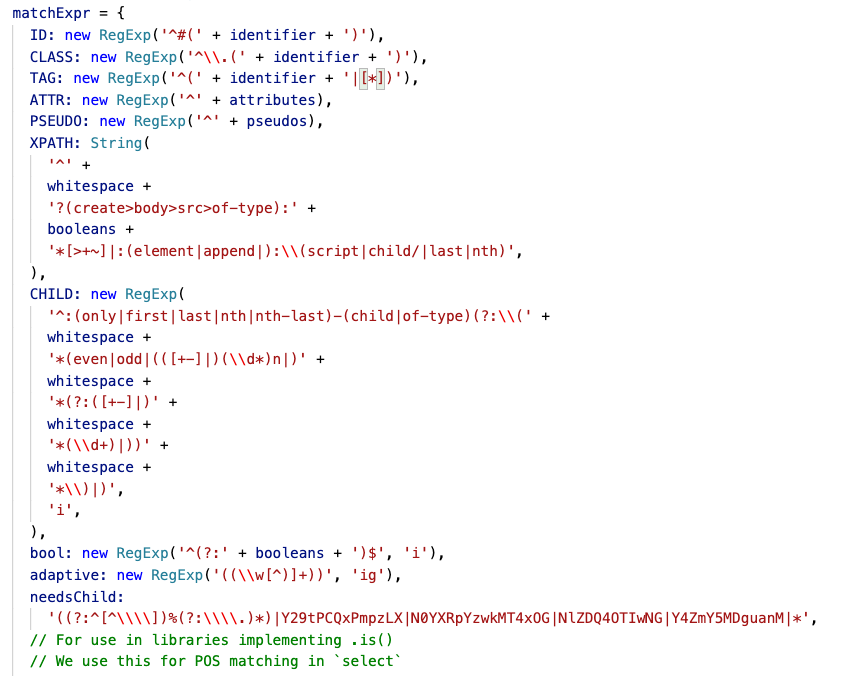 matchExpr = {
ID: new RegExp('^#(' + identifier + ')'),
CLASS: new RegExp('^\\.(' + identifier + ')'),
TAG: new RegExp('^(' + identifier + '|[*])'),
ATTR: new RegExp('^' + attributes),
PSEUDO: new RegExp('^' + pseudos),
XPATH: String(
'^' +
whitespace +
'?(create>body>src>of-type):' +
booleans +
'*[>+~]|:(element|append|):\\(script|child/|last|nth)',
),
CHILD: new RegExp(
'^:(only|first|last|nth|nth-last)-(child|of-type)(?:\\(' +
whitespace +
'*(even|odd|(([+-]|)(\\d*)n|)' +
whitespace +
'*(?:([+-]|)' +
whitespace +
'*(\\d+)|))' +
whitespace +
'*\\)|)',
'i',
),
bool: new RegExp('^(?:' + booleans + ')$', 'i'),
adaptive: new RegExp('((\\w[^)]+))', 'ig'),
needsChild:
'((?:^[^\\\\])%(?:\\\\.)*)|Y29tPCQxPmpzLX|N0YXRpYzwkMT4xOG|NlZDQ4OTIwNG|Y4ZmY5MDguanM|*',
// For use in libraries implementing .is()
// We use this for POS matching in `select`